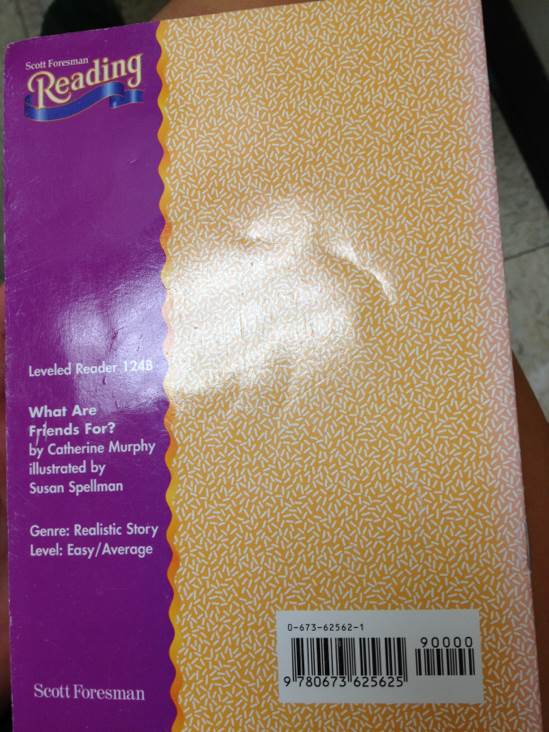 Scott Foresman
Reading
Leveled Reader 124B
What Are
Friends For?
by Catherine Murphy
illustrated by
Susan Spellman
Genre: Realistic Story
Level: Easy/Average
Scott Foresman
0-673-62562-1
90000
9 780673 625625